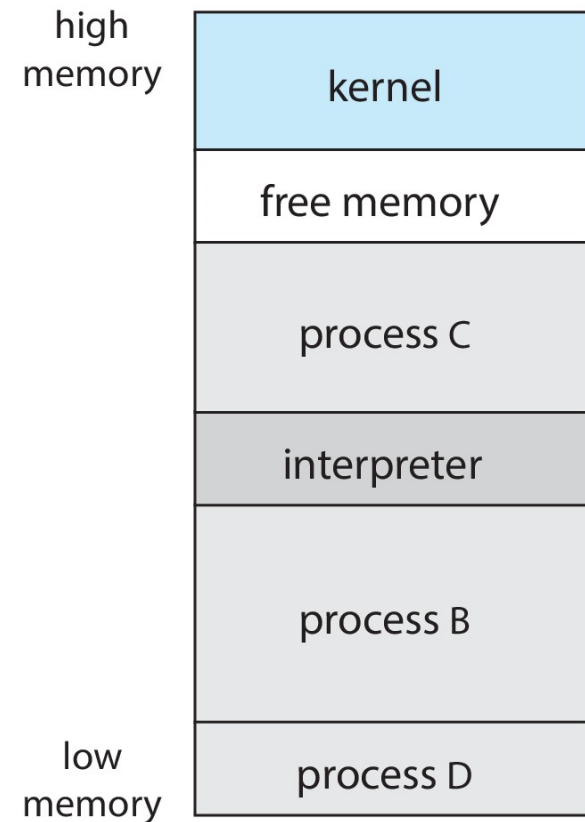 high
memory
kernel
free memory
process C
interpreter
process B
process D
low
memory